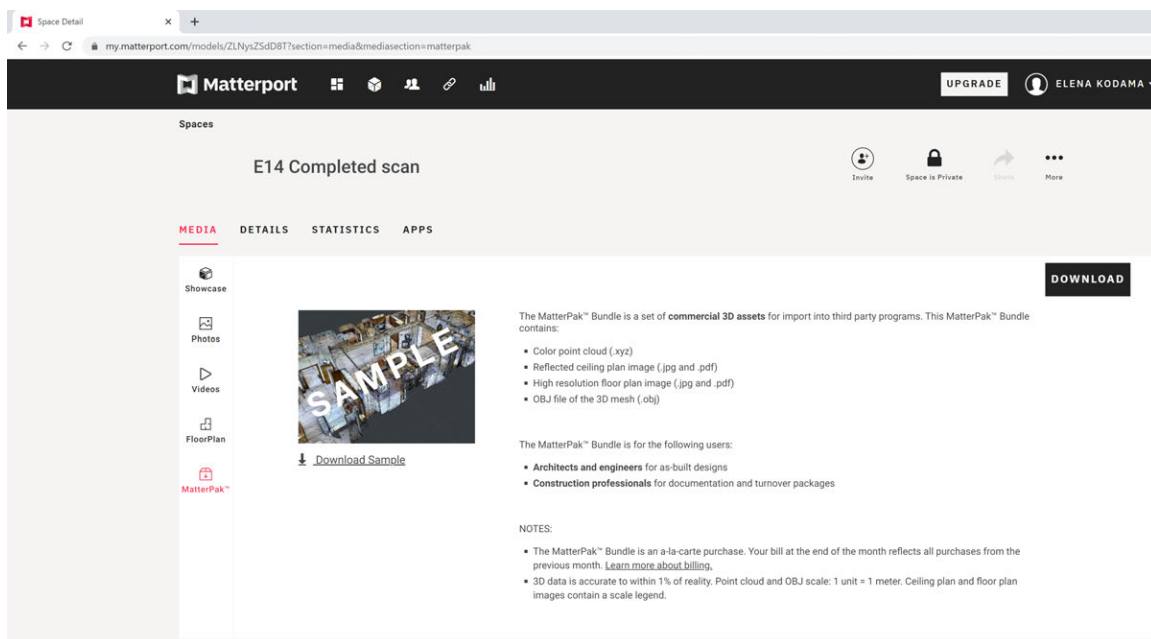 Space Detail
my.matterport.com/models/ZLNysZSdD8T?section=media&mediasection=matterpak
Matterport
UPGRADE
ELENA KODAMA
Spaces
E14 Completed scan
Invite
Space is Private
Share
More
MEDIA DETAILS STATISTICS APPS
DOWNLOAD
Showcase
Photos
Videos
FloorPlan
MatterPak™
SAMPLE
Download Sample
The MatterPak™ Bundle is a set of commercial 3D assets for import into third party programs. This MatterPak™ Bundle
contains:
▪ Color point cloud (.xyz)
▪ Reflected ceiling plan image (.jpg and .pdf)
▪ High resolution floor plan image (.jpg and .pdf)
▪ OBJ file of the 3D mesh (.obj)
The MatterPak™ Bundle is for the following users:
▪ Architects and engineers for as-built designs
▪ Construction professionals for documentation and turnover packages
NOTES:
▪ The MatterPak™ Bundle is an a-la-carte purchase. Your bill at the end of the month reflects all purchases from the
previous month. Learn more about billing.
▪ 3D data is accurate to within 1% of reality. Point cloud and OBJ scale: 1 unit = 1 meter. Ceiling plan and floor plan
images contain a scale legend.